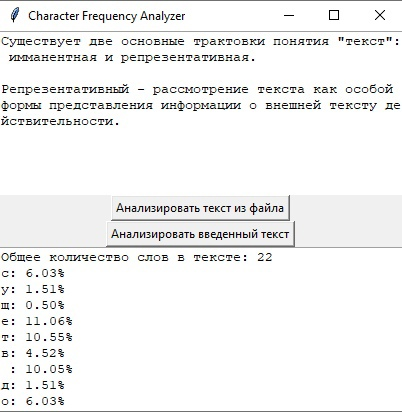 Character Frequency Analyzer
Существует две основные трактовки понятия "текст":
имманентная и репрезентативная.
Репрезентативный – рассмотрение текста как особой
формы представления информации о внешней тексту де
йствительности.
Анализировать текст из файла
Анализировать введенный текст
Общее количество слов в тексте: 22
с: 6.03%
у: 1.51%
щ: 0.50%
е: 11.06%
т: 10.55%
в: 4.52%
 : 10.05%
д: 1.51%
о: 6.03%